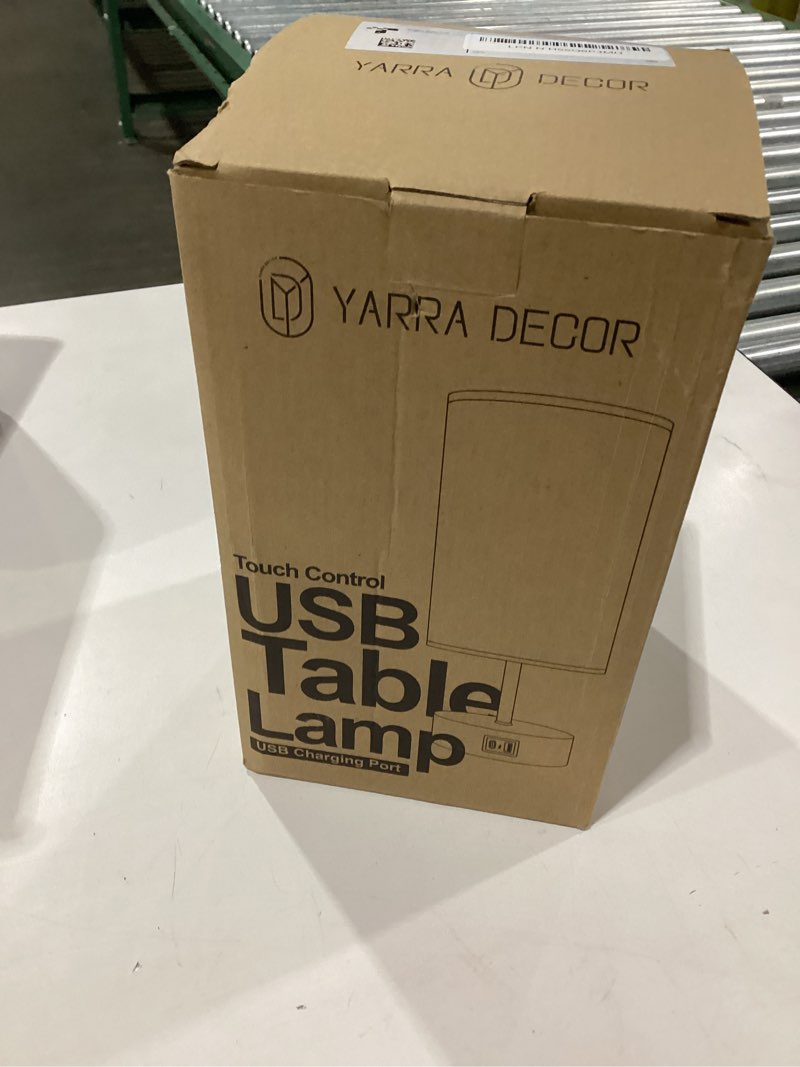 YARRA DECOR
YARRA DECOR
Touch Control
USB
Table
Lamp
USB Charging Port